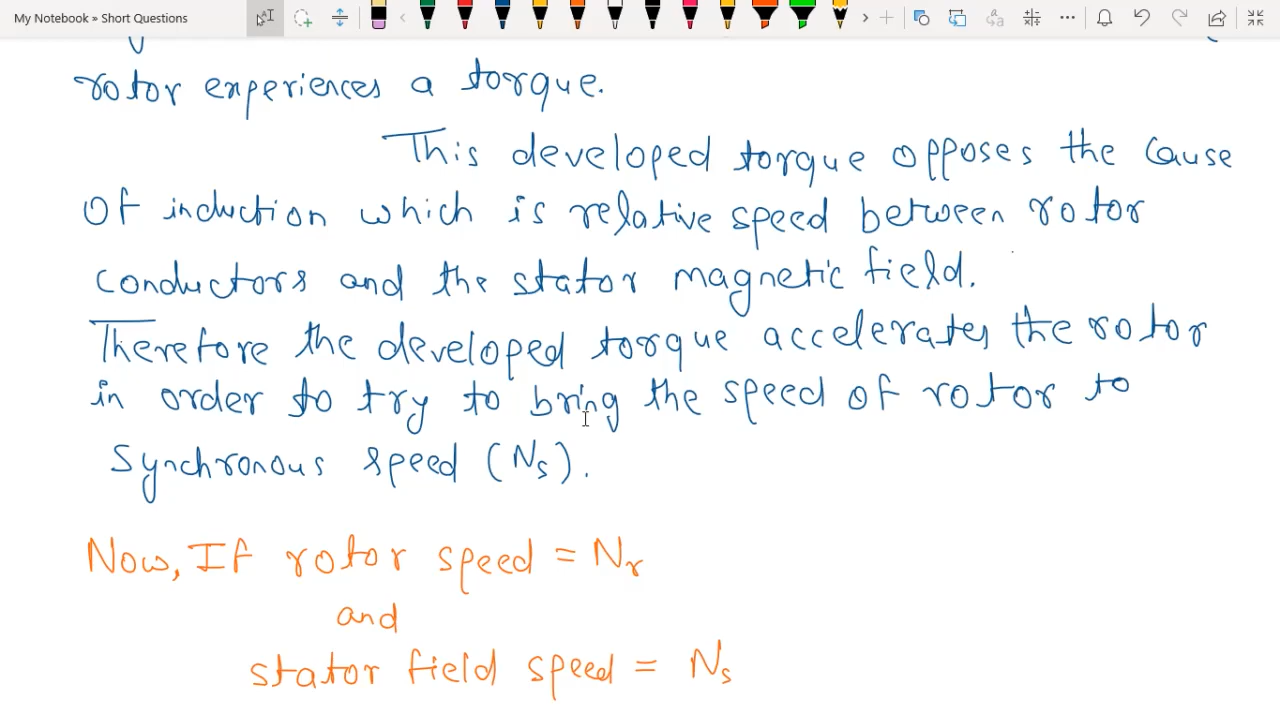 My Notebook » Short Questions
rotor experiences a torque.
This developed torque opposes the cause
of induction which is relative speed between rotor
conductors and the stator magnetic field.
Therefore the developed torque accelerates the rotor
in order to try to bring the speed of rotor to
synchronous speed (Ns).
Now, If rotor speed = Nr
and
stator field speed = Ns